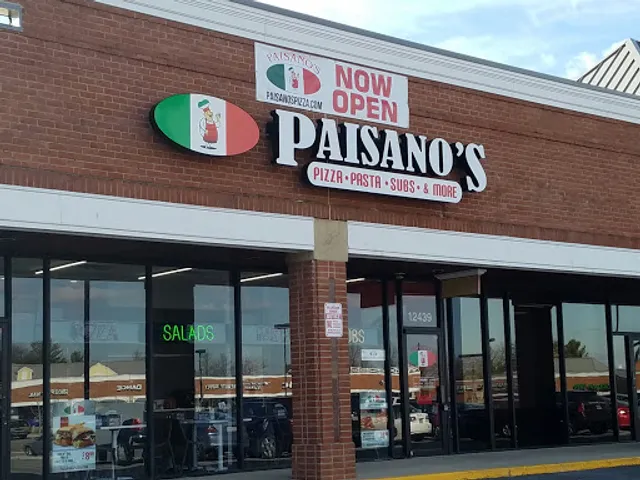 PAISANO'S
PAISANOSPIZZA.COM
NOW
OPEN
PAISANO'S
PIZZA • PASTA • SUBS • & MORE
12439
SALADS